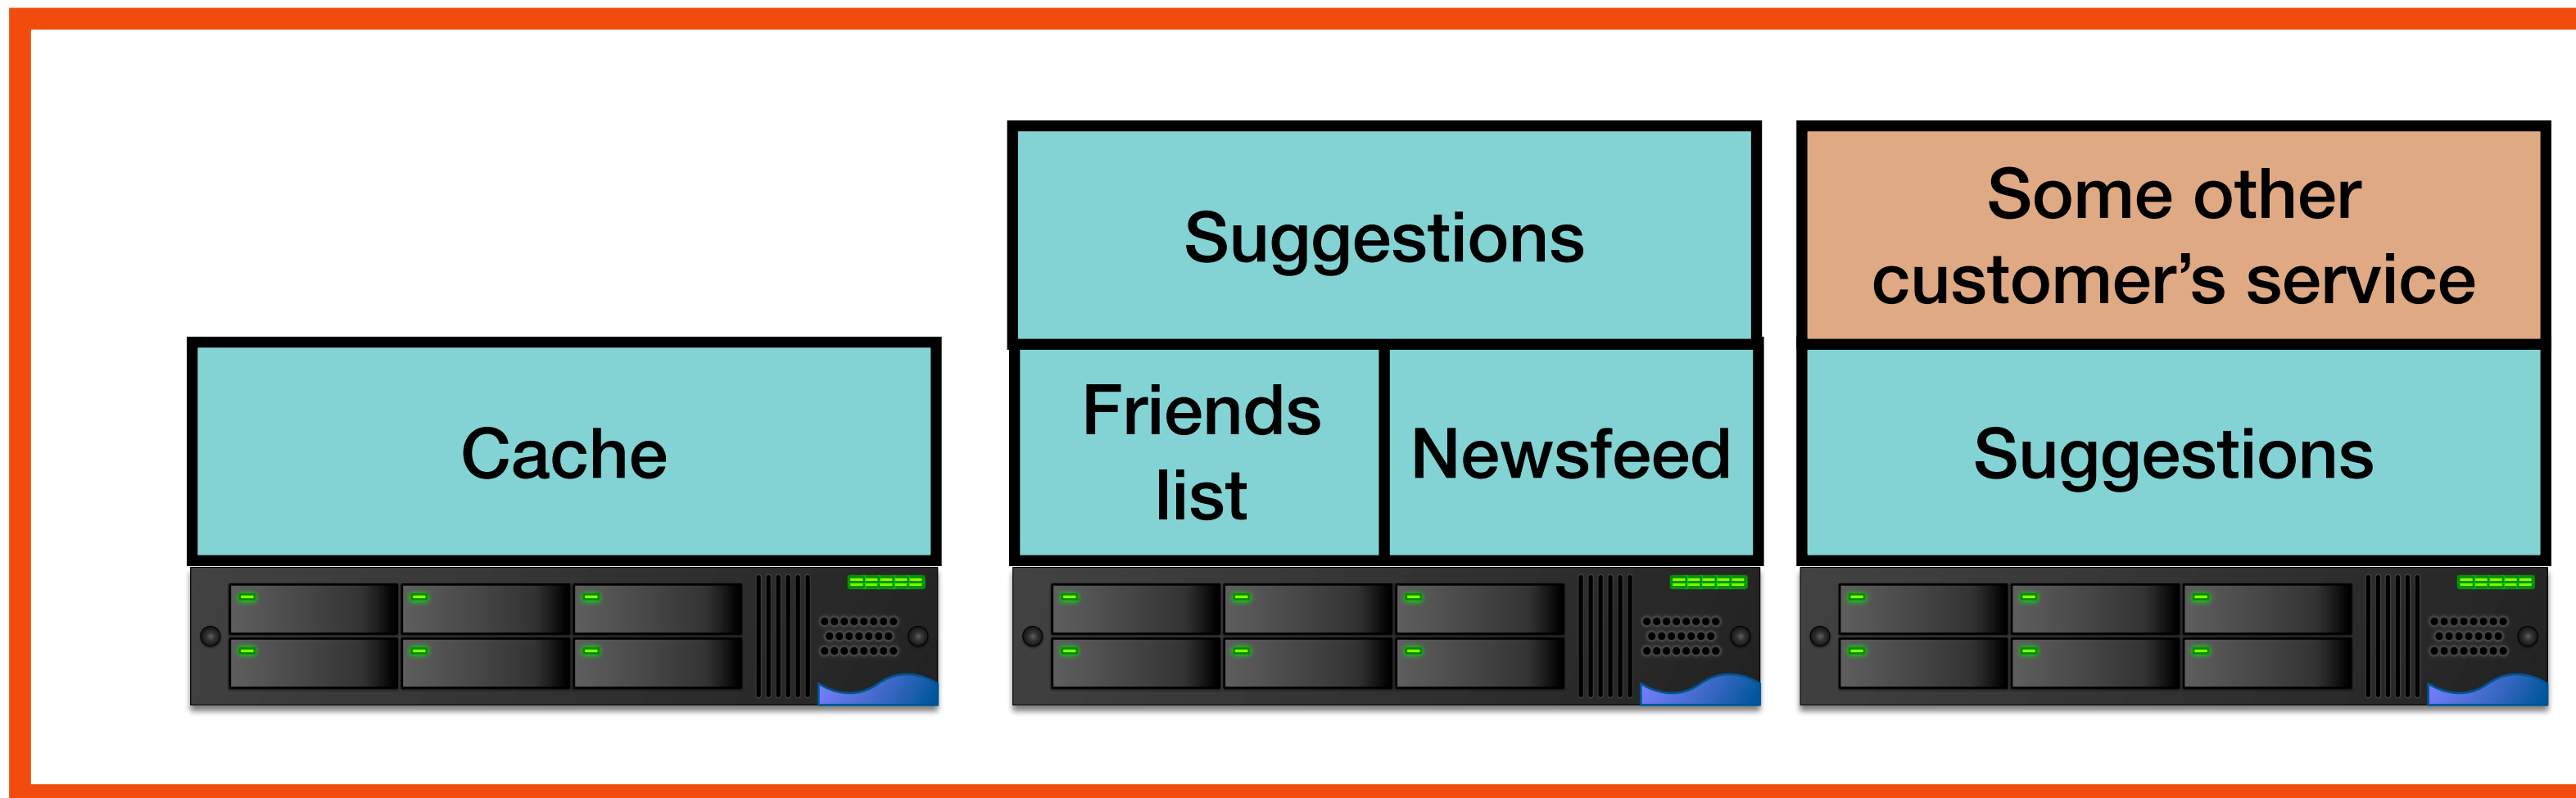 Cache
Suggestions
Friends
list
Newsfeed
Some other
customer’s service
Suggestions